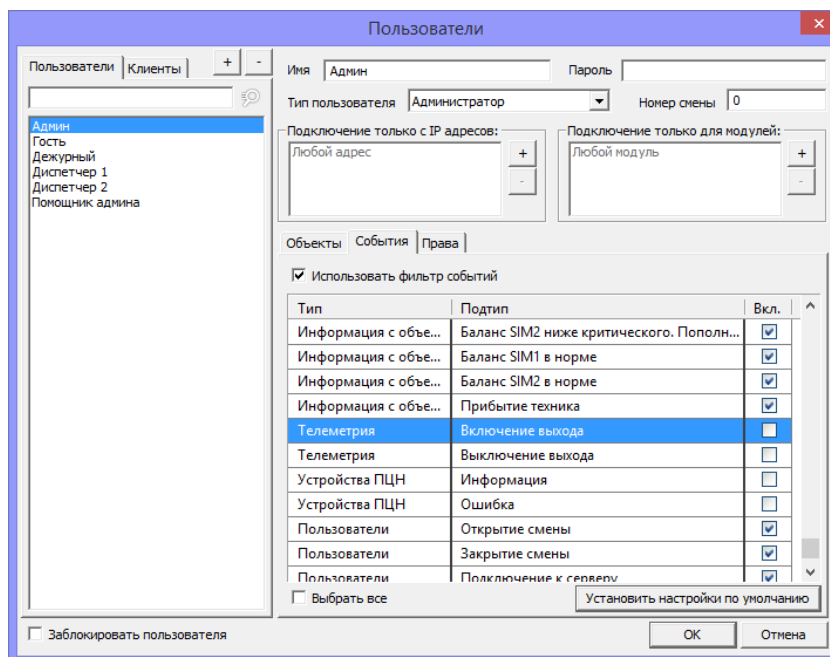 Пользователи
Пользователи Клиенты + -
Имя Админ Пароль
Тип пользователя Администратор Номер смены 0
Админ
Гость
Дежурный
Диспетчер 1
Диспетчер 2
Помощник админа
Подключение только с IP адресов: Подключение только для модулей:
Любой адрес + Любой модуль +
- -
Объекты События Права
Использовать фильтр событий
Тип Подтип Вкл.
Информация с объе... Баланс SIM2 ниже критического. Пополн...
Информация с объе... Баланс SIM1 в норме
Информация с объе... Баланс SIM2 в норме
Информация с объе... Прибытие техника
Телеметрия Включение выхода
Телеметрия Выключение выхода
Устройства ПЦН Информация
Устройства ПЦН Ошибка
Пользователи Открытие смены
Пользователи Закрытие смены
Пользователи Подключение к серверу
Выбрать все Установить настройки по умолчанию
Заблокировать пользователя OK Отмена